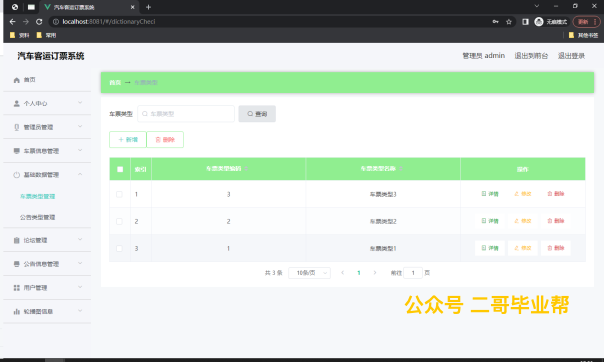 汽车客运订票系统
localhost:8081/#/dictionaryChec
无痕模式
更新
资料
常用
其他书签
汽车客运订票系统
管理员 admin
退出到前台
退出登录
首页
个人中心
管理员管理
车票信息管理
基础数据管理
车票类型管理
公告类型管理
论坛管理
公告信息管理
用户管理
轮播图信息
首页 → 车票类型
车票类型
车票类型
查询
+ 新增
删除
索引 车票类型编码 车票类型名称 操作
1 3 车票类型3 详情 修改 删除
2 2 车票类型2 详情 修改 删除
3 1 车票类型1 详情 修改 删除
共 3 条 10条/页 < 1 > 前往 1 页
公众号 二哥毕业帮